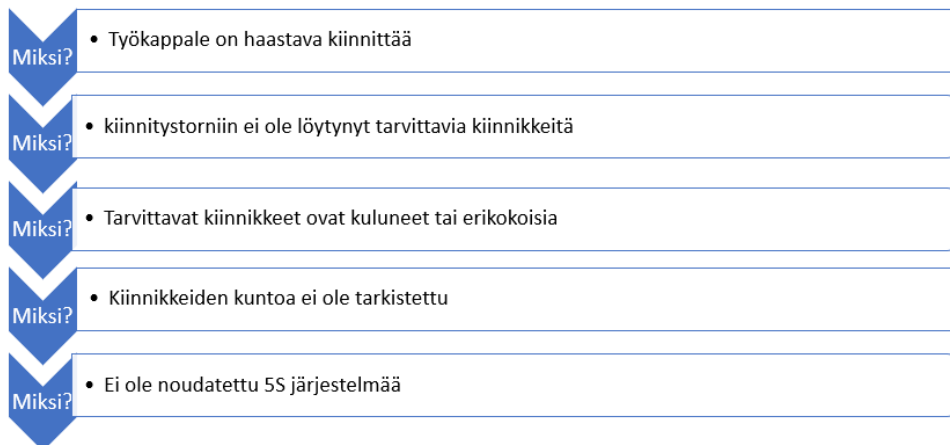 Miksi?
• Työkappale on haastava kiinnittää
Miksi?
• kiinnitystorniin ei ole löytynyt tarvittavia kiinnikkeitä
Miksi?
• Tarvittavat kiinnikkeet ovat kuluneet tai erikokoisia
Miksi?
• Kiinnikkeiden kuntoa ei ole tarkistettu
Miksi?
• Ei ole noudatettu 5S järjestelmää